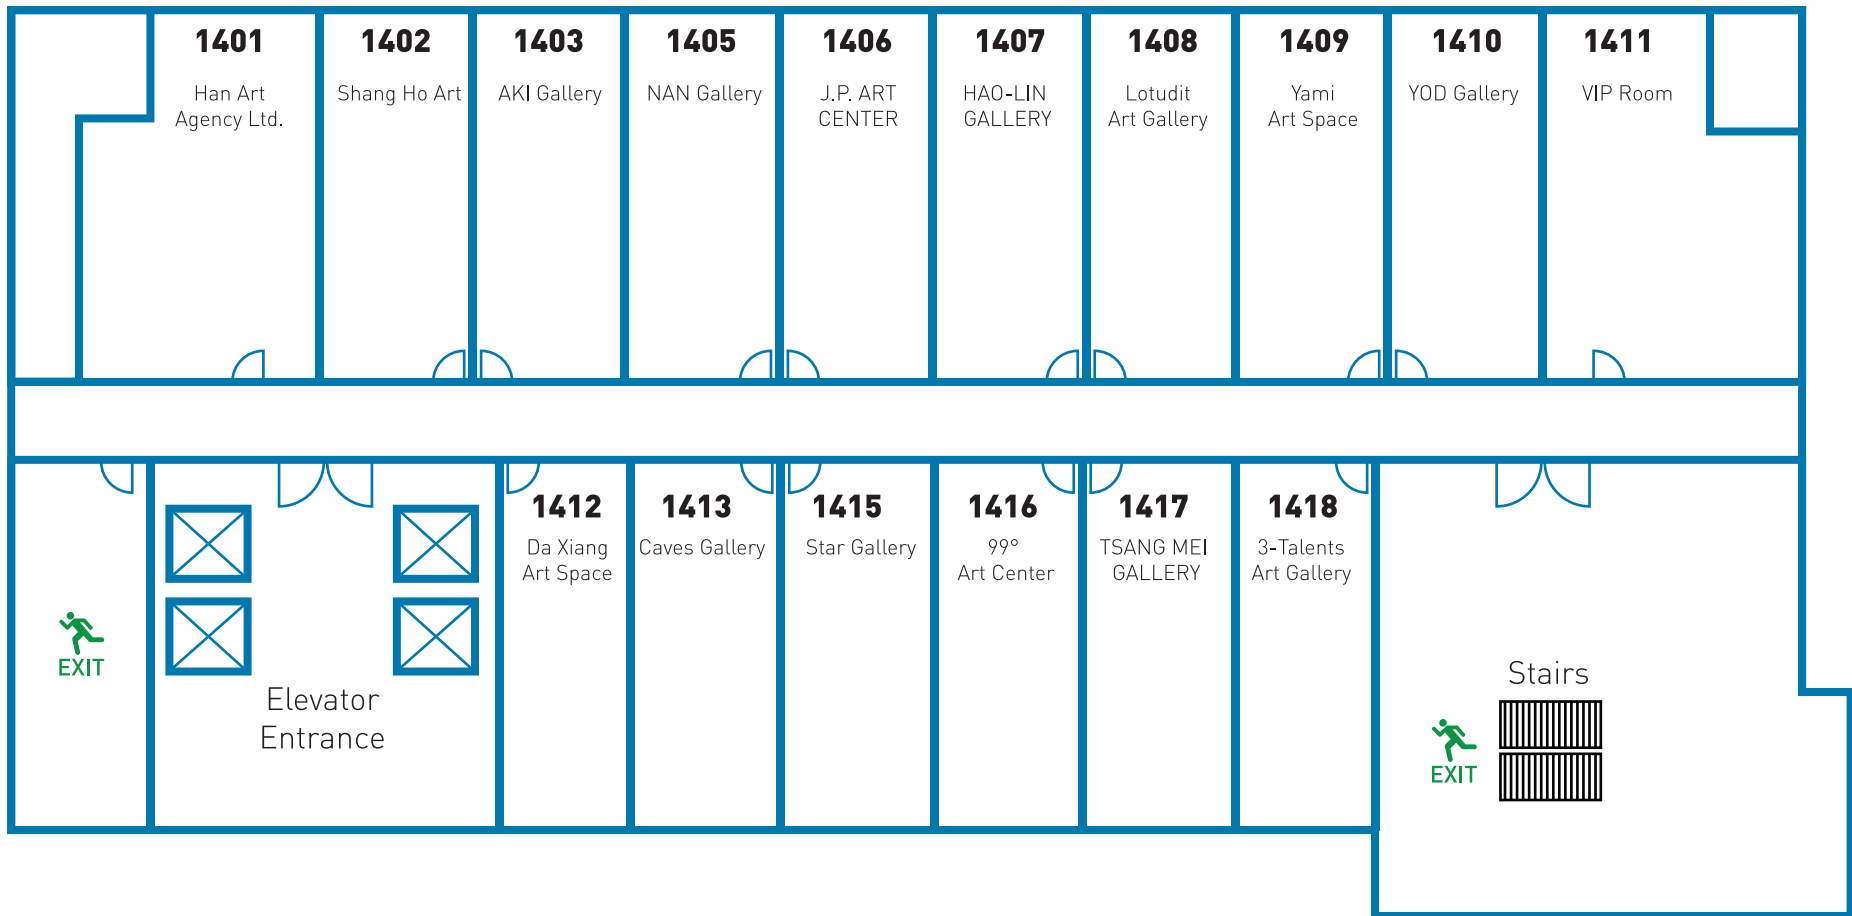 1401
Han Art
Agency Ltd.
1402
Shang Ho Art
1403
AKI Gallery
1405
NAN Gallery
1406
J.P. ART
CENTER
1407
HAO-LIN
GALLERY
1408
Lotudit
Art Gallery
1409
Yami
Art Space
1410
YOD Gallery
1411
VIP Room
EXIT
Elevator
Entrance
1412
Da Xiang
Art Space
1413
Caves Gallery
1415
Star Gallery
1416
99°
Art Center
1417
TSANG MEI
GALLERY
1418
3-Talents
Art Gallery
Stairs
EXIT